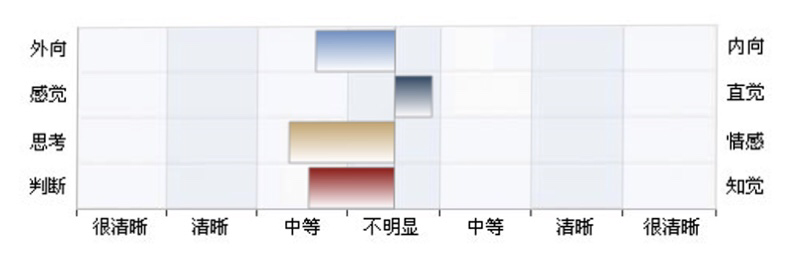 外向 内向
感觉 直觉
思考 情感
判断 知觉
很清晰 清晰 中等 不明显 中等 清晰 很清晰